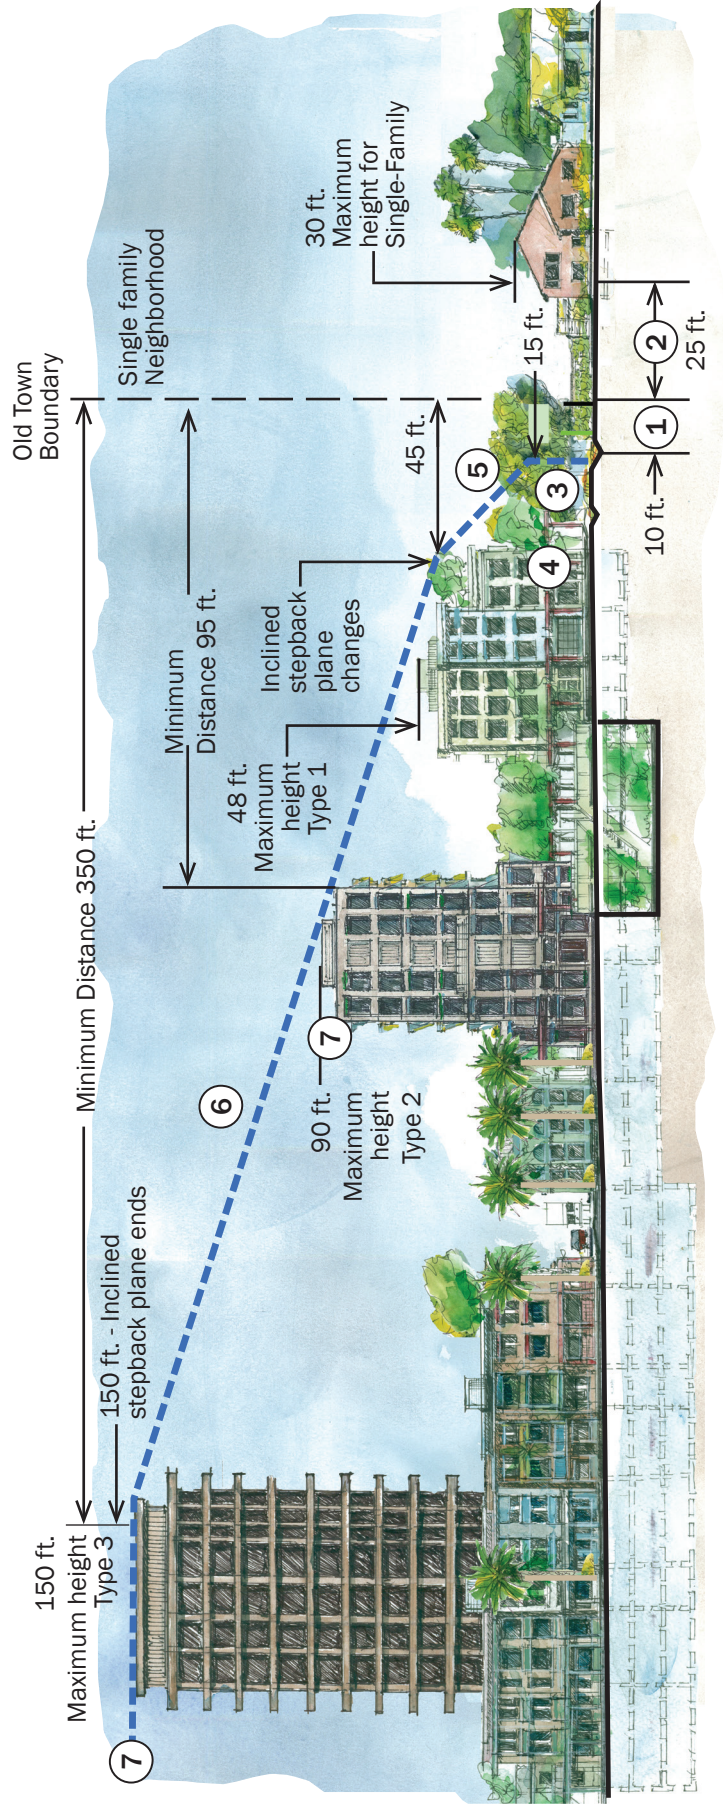 150 ft.
Maximum height
Type 3
150 ft. - Inclined
stepback plane ends
Minimum Distance 350 ft.
Old Town
Boundary
Single family
Neighborhood
Minimum
Distance 95 ft.
30 ft.
Maximum
height for
Single-Family
45 ft.
15 ft.
Inclined
stepback
plane
changes
48 ft.
Maximum
height
Type 1
90 ft.
Maximum
height
Type 2
7
6
7
5
4
3
10 ft.
1
2
25 ft.